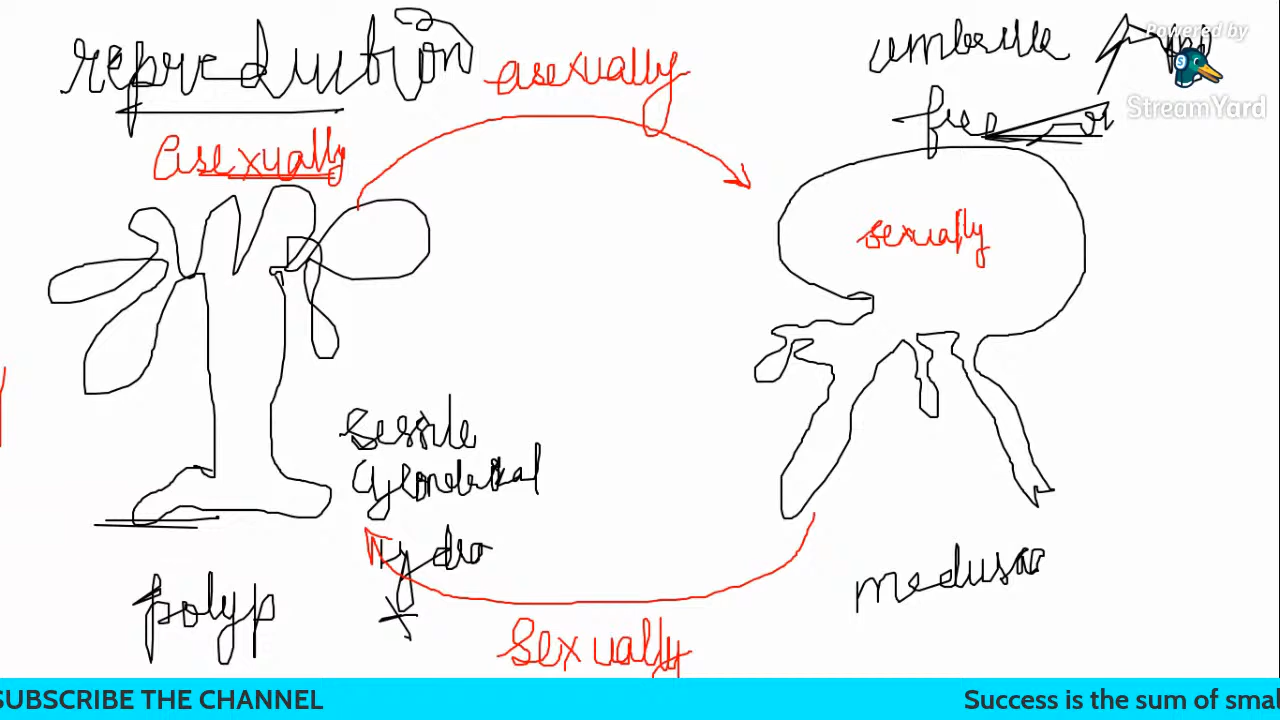 reproduction
asexually
umbrella
Powered by
StreamYard
free
Asexually
sexually
sessile
Cylondrical
Hydra
medusa
polyp
Sexually
SUBSCRIBE THE CHANNEL
Success is the sum of smal